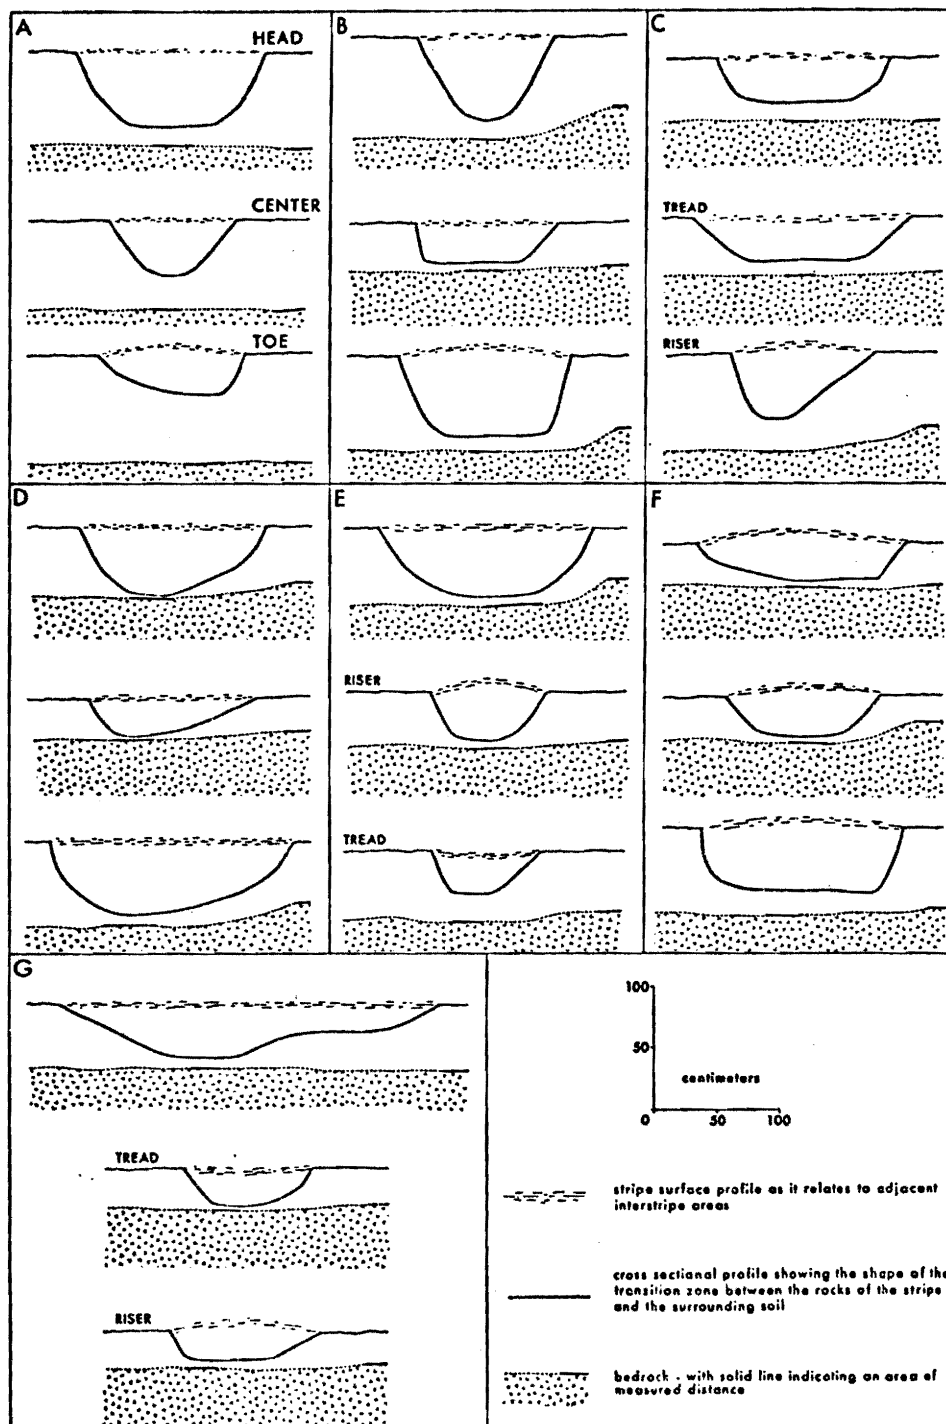 A
HEAD
CENTER
TOE
B
C
TREAD
RISER
D
E
RISER
TREAD
F
G
TREAD
RISER
100
50
centimeters
0 50 100
stripe surface profile as it relates to adjacent
interstripe areas
cross sectional profile showing the shape of the
transition zone between the rocks of the stripe
and the surrounding soil
bedrock - with solid line indicating an area of
measured distance